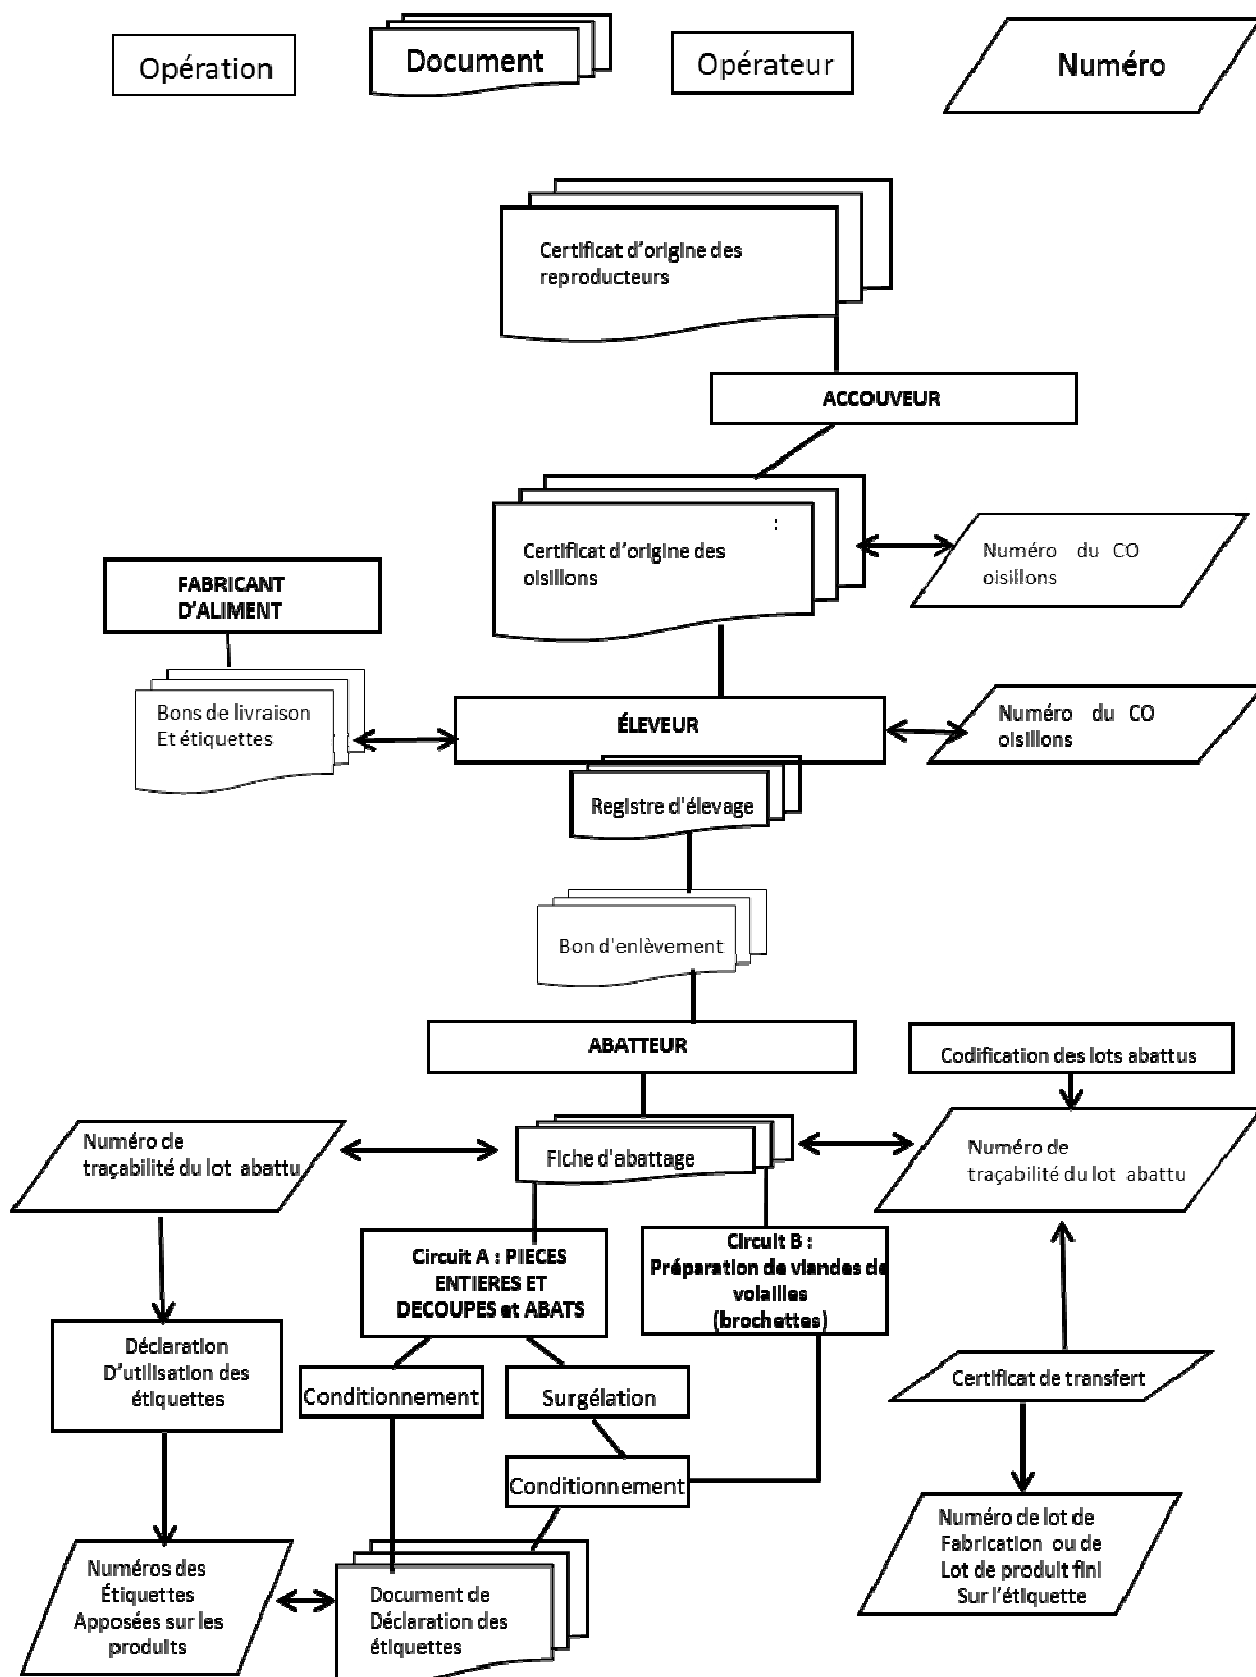 Opération
Document
Opérateur
Numéro
Certificat d'origine des
reproducteurs
ACCOUVEUR
:
Certificat d'origine des
oisillons
Numéro du CO
oisillons
FABRICANT
D'ALIMENT
Bons de livraison
Et étiquettes
ÉLEVEUR
Numéro du CO
oisillons
Registre d'élevage
Bon d'enlèvement
ABATTEUR
Codification des lots abattus
Numéro de
traçabilité du lot abattu
Fiche d'abattage
Numéro de
traçabilité du lot abattu
Circuit A : PIECES
ENTIERES ET
DECOUPES et ABATS
Circuit B :
Préparation de viandes de
volailles
(brochettes)
Déclaration
D'utilisation des
étiquettes
Conditionnement
Surgélation
Certificat de transfert
Conditionnement
Numéro de lot de
Fabrication ou de
Lot de produit fini
Sur l'étiquette
Numéros des
Étiquettes
Apposées sur les
produits
Document de
Déclaration des
étiquettes